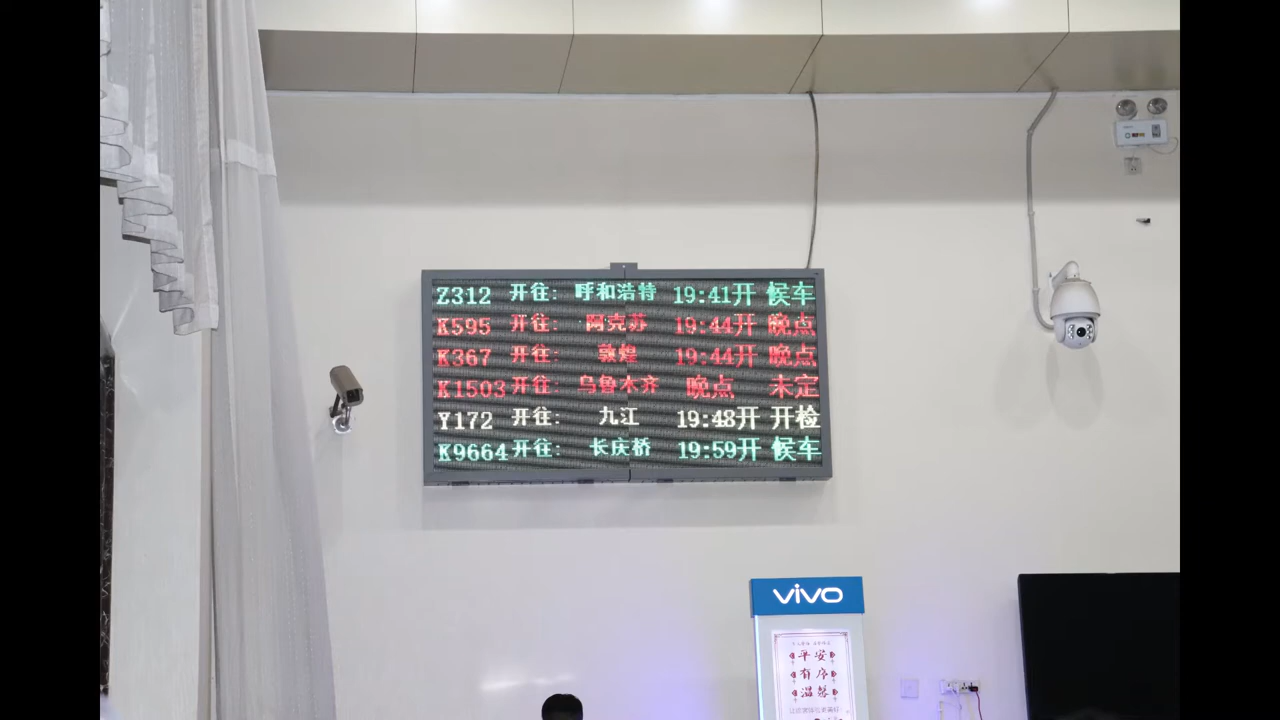 Z312 开往: 呼和浩特 19:41开 候车
K595 开往: 阿克苏 19:44开 晚点
K367 开往: 敦煌 19:44开 晚点
K1503 开往: 乌鲁木齐 晚点 未定
Y172 开往: 九江 19:48开 开检
K9664 开往: 长庆桥 19:59开 候车
vivo
平安
有序
温馨